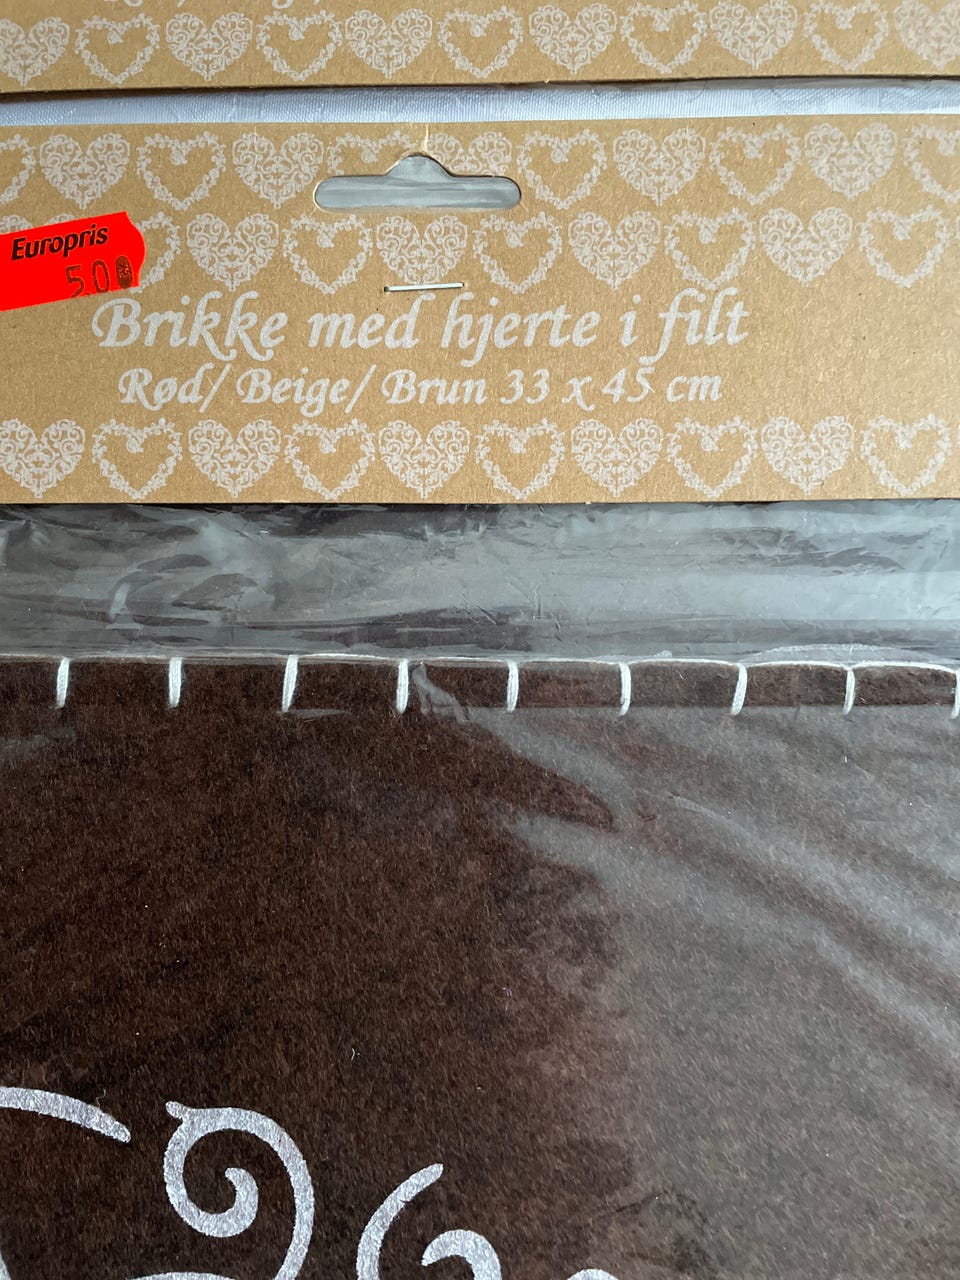 Europris
500
Brikke med hjerte i filt
Rød/ Beige/ Brun 33 x 45 cm